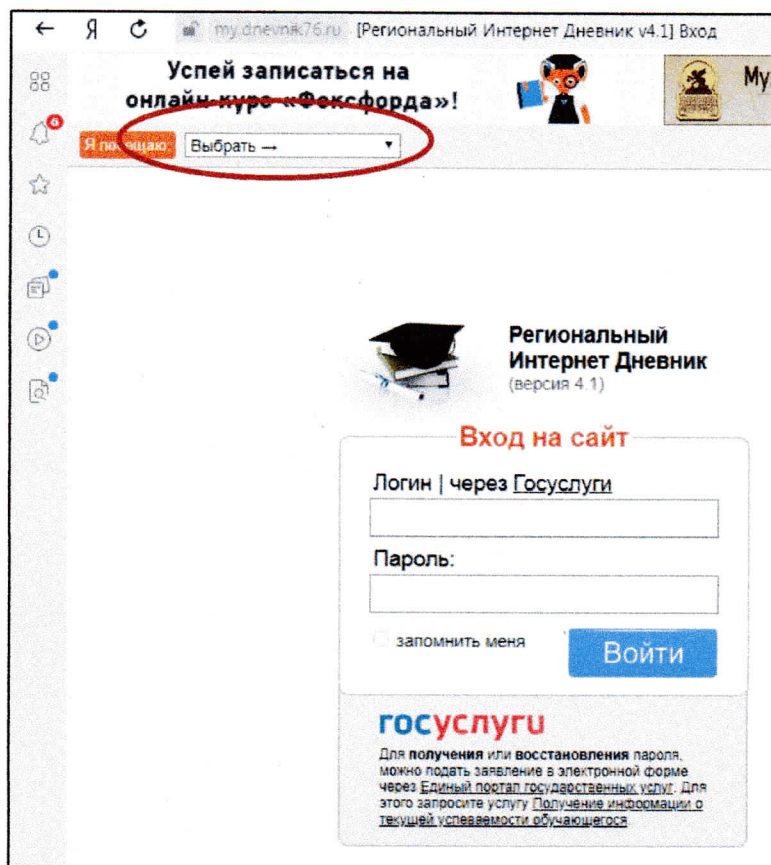 Я my.dnevnik76.ru [Региональный Интернет Дневник v4.1] Вход
Успей записаться на
онлайн-курс «Фоксфорда»!
Му
6
Я посещаю: Выбрать →
Региональный
Интернет Дневник
(версия 4.1)
Вход на сайт
Логин | через Госуслуги
Пароль:
запомнить меня
Войти
госуслуги
Для получения или восстановления пароля,
можно подать заявление в электронной форме
через Единый портал государственных услуг. Для
этого запросите услугу Получение информации о
текущей успеваемости обучающегося